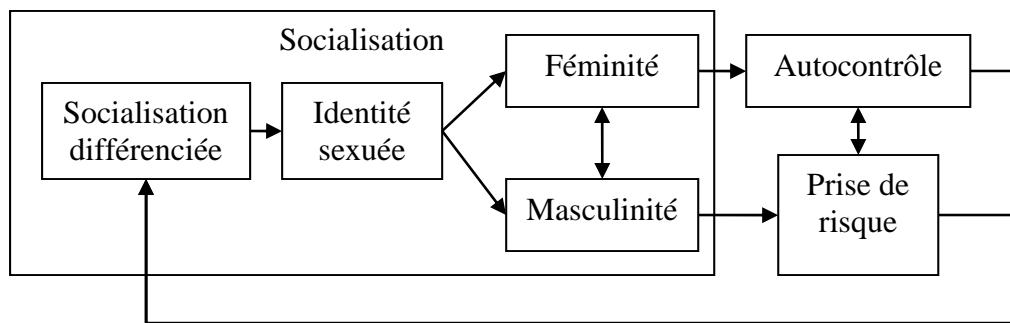 Socialisation
Socialisation
différenciée
Identité
sexuée
Féminité
Masculinité
Autocontrôle
Prise de
risque